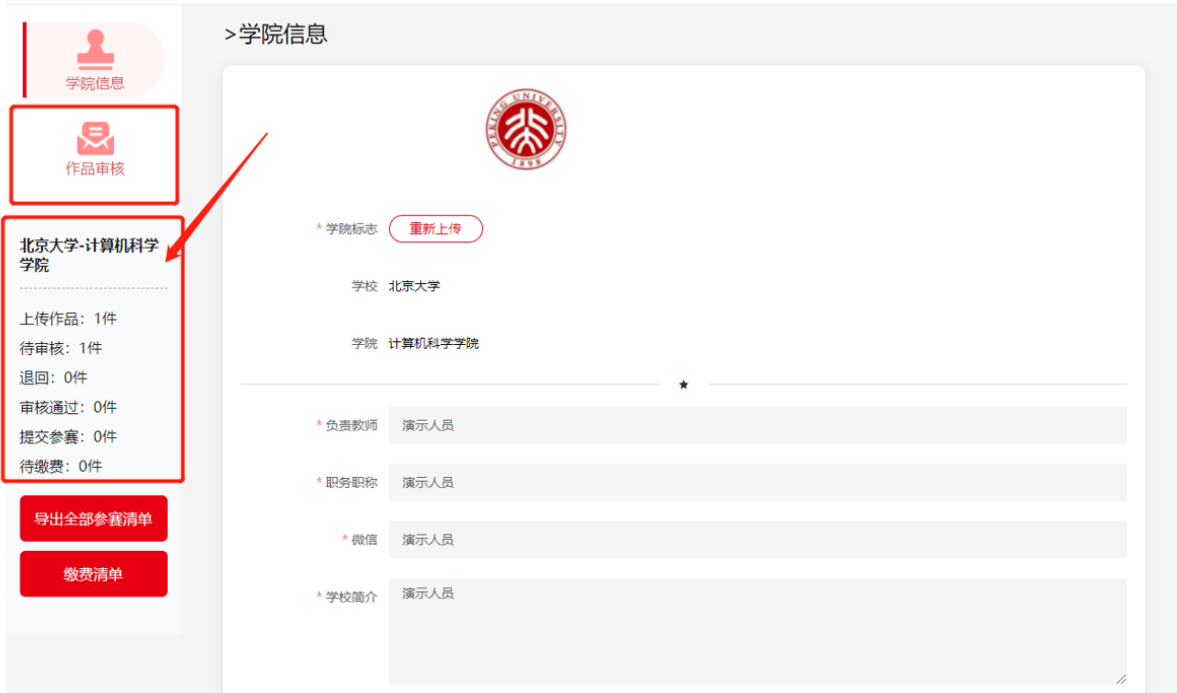 学院信息
作品审核
北京大学-计算机科学
学院
上传作品：1件
待审核：1件
退回：0件
审核通过：0件
提交参赛：0件
待缴费：0件
导出全部参赛清单
缴费清单
>学院信息
PEKING UNIVERSITY
1898
* 学院标志 重新上传
学校 北京大学
学院 计算机科学学院
* 负责教师 演示人员
* 职务职称 演示人员
* 微信 演示人员
* 学校简介 演示人员